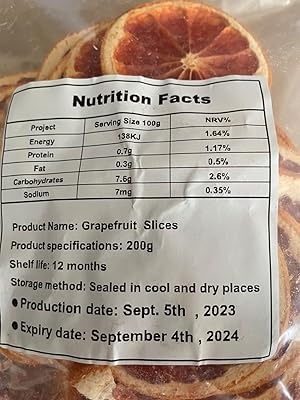 Nutrition Facts
Project Serving Size 100g NRV%
Energy 138KJ 1.64%
Protein 0.7g 1.17%
Fat 0.3g 0.5%
Carbohydrates 7.6g 2.6%
Sodium 7mg 0.35%
Product Name: Grapefruit Slices
Product specifications: 200g
Shelf life: 12 months
Storage method: Sealed in cool and dry places
● Production date: Sept. 5th , 2023
● Expiry date: September 4th , 2024